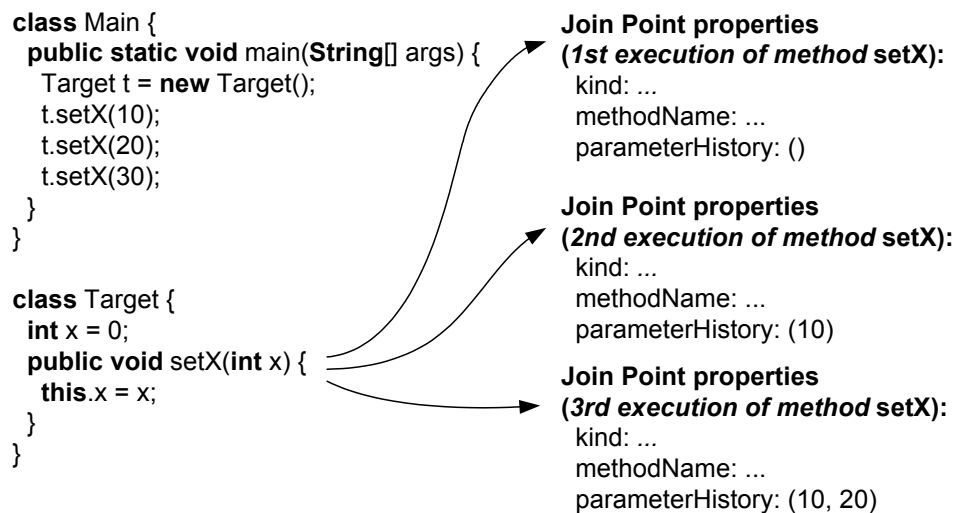 class Main {
public static void main(String[] args) {
Target t = new Target();
t.setX(10);
t.setX(20);
t.setX(30);
}
}
class Target {
int x = 0;
public void setX(int x) {
this.x = x;
}
}
Join Point properties
(1st execution of method setX):
kind: ...
methodName: ...
parameterHistory: ()
Join Point properties
(2nd execution of method setX):
kind: ...
methodName: ...
parameterHistory: (10)
Join Point properties
(3rd execution of method setX):
kind: ...
methodName: ...
parameterHistory: (10, 20)